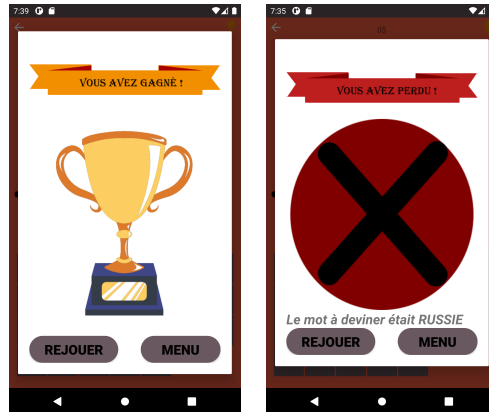 7:39
VOUS AVEZ GAGNÉ !
REJOUER
MENU
7:35
VOUS AVEZ PERDU !
Le mot à deviner était RUSSIE
REJOUER
MENU